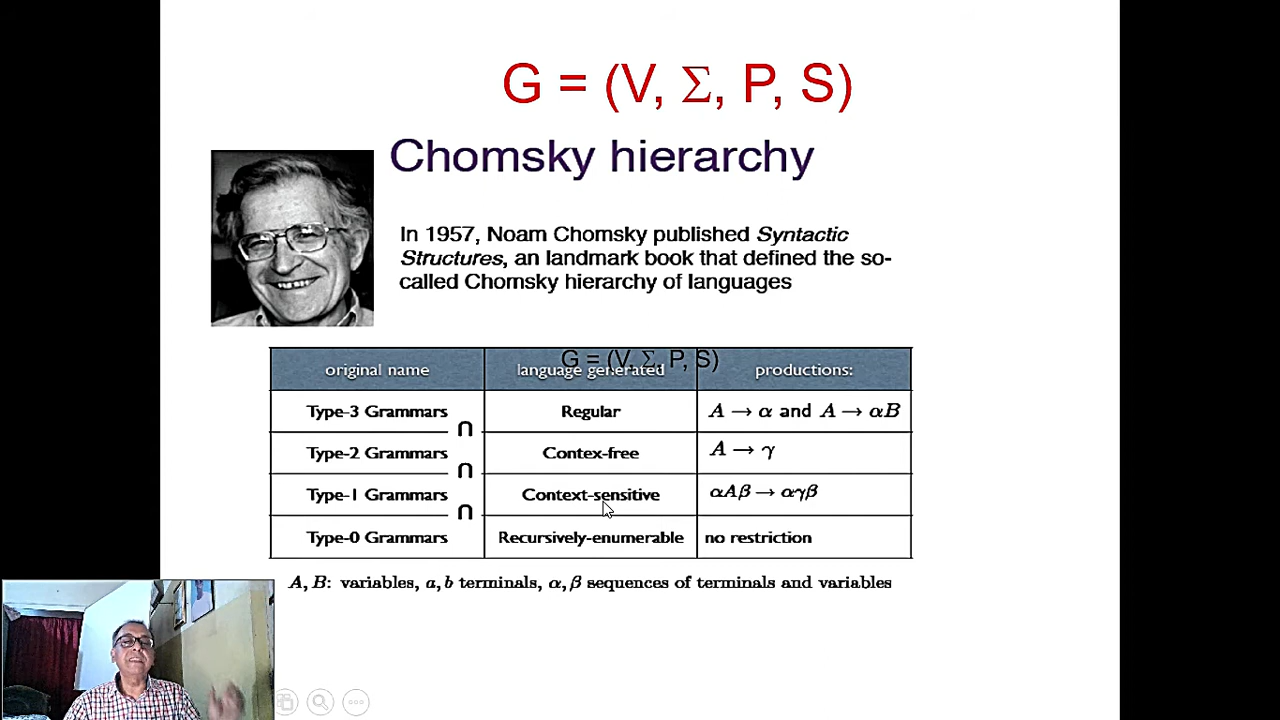 G = (V, Σ, P, S)
Chomsky hierarchy
In 1957, Noam Chomsky published Syntactic
Structures, an landmark book that defined the so-
called Chomsky hierarchy of languages
G = (V, Σ, P, S)
original name language generated productions:
Type-3 Grammars Regular A → α and A → αB
∩
Type-2 Grammars Contex-free A → γ
∩
Type-1 Grammars Context-sensitive αAβ → αγβ
∩
Type-0 Grammars Recursively-enumerable no restriction
A, B: variables, a, b terminals, α, β sequences of terminals and variables